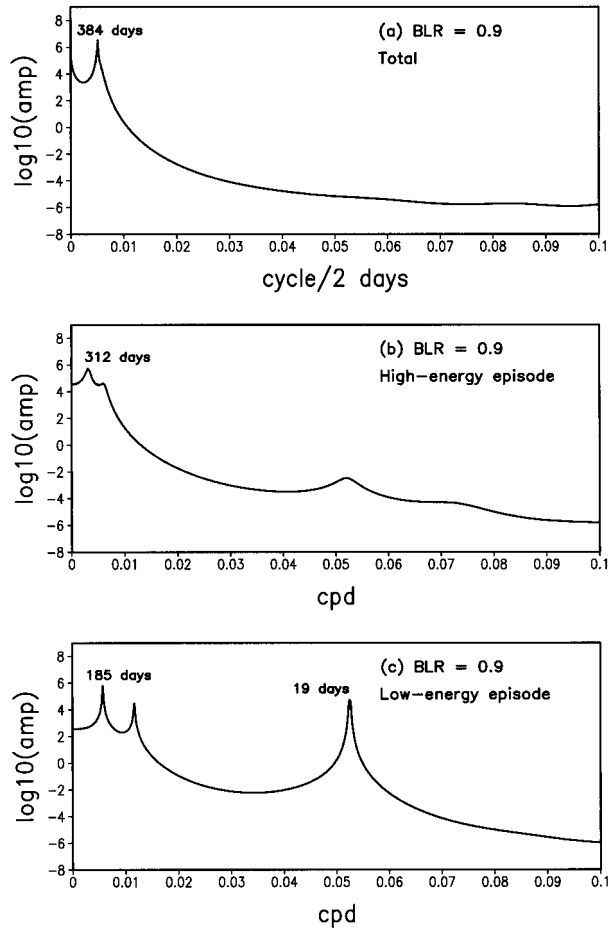 384 days
(a) BLR = 0.9
Total
log10(amp)
8
6
4
2
0
-2
-4
-6
-8
0 0.01 0.02 0.03 0.04 0.05 0.06 0.07 0.08 0.09 0.1
cycle/2 days
312 days
(b) BLR = 0.9
High-energy episode
log10(amp)
8
6
4
2
0
-2
-4
-6
-8
0 0.01 0.02 0.03 0.04 0.05 0.06 0.07 0.08 0.09 0.1
cpd
185 days
19 days
(c) BLR = 0.9
Low-energy episode
log10(amp)
8
6
4
2
0
-2
-4
-6
-8
0 0.01 0.02 0.03 0.04 0.05 0.06 0.07 0.08 0.09 0.1
cpd